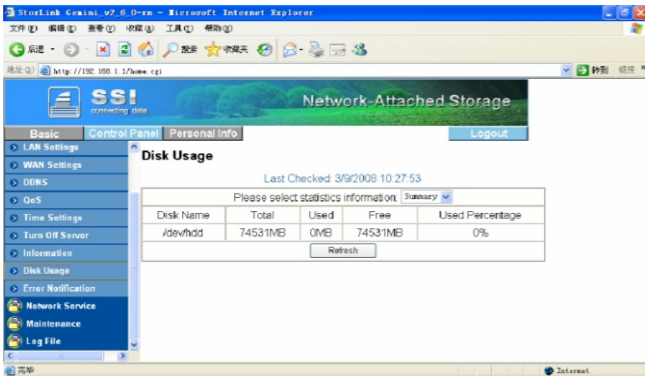 StorLink Gemini_v2_6_0-rn - Microsoft Internet Explorer
文件(F) 编辑(E) 查看(V) 收藏(A) 工具(T) 帮助(H)
后退 搜索 收藏夹
地址(D) http://192.168.1.1/home.cgi 转到 链接 »
SSI
connecting data
Network-Attached Storage
Basic Control Panel Personal Info Logout
LAN Settings
WAN Settings
DDNS
QoS
Time Settings
Turn Off Server
Information
Disk Usage
Error Notification
Network Service
Maintenance
Log File
Disk Usage
Last Checked: 3/9/2008 10:27:53
Please select statistics information: Summary
Disk Name Total Used Free Used Percentage
/dev/hdd 74531MB 0MB 74531MB 0%
Refresh
完毕 Internet